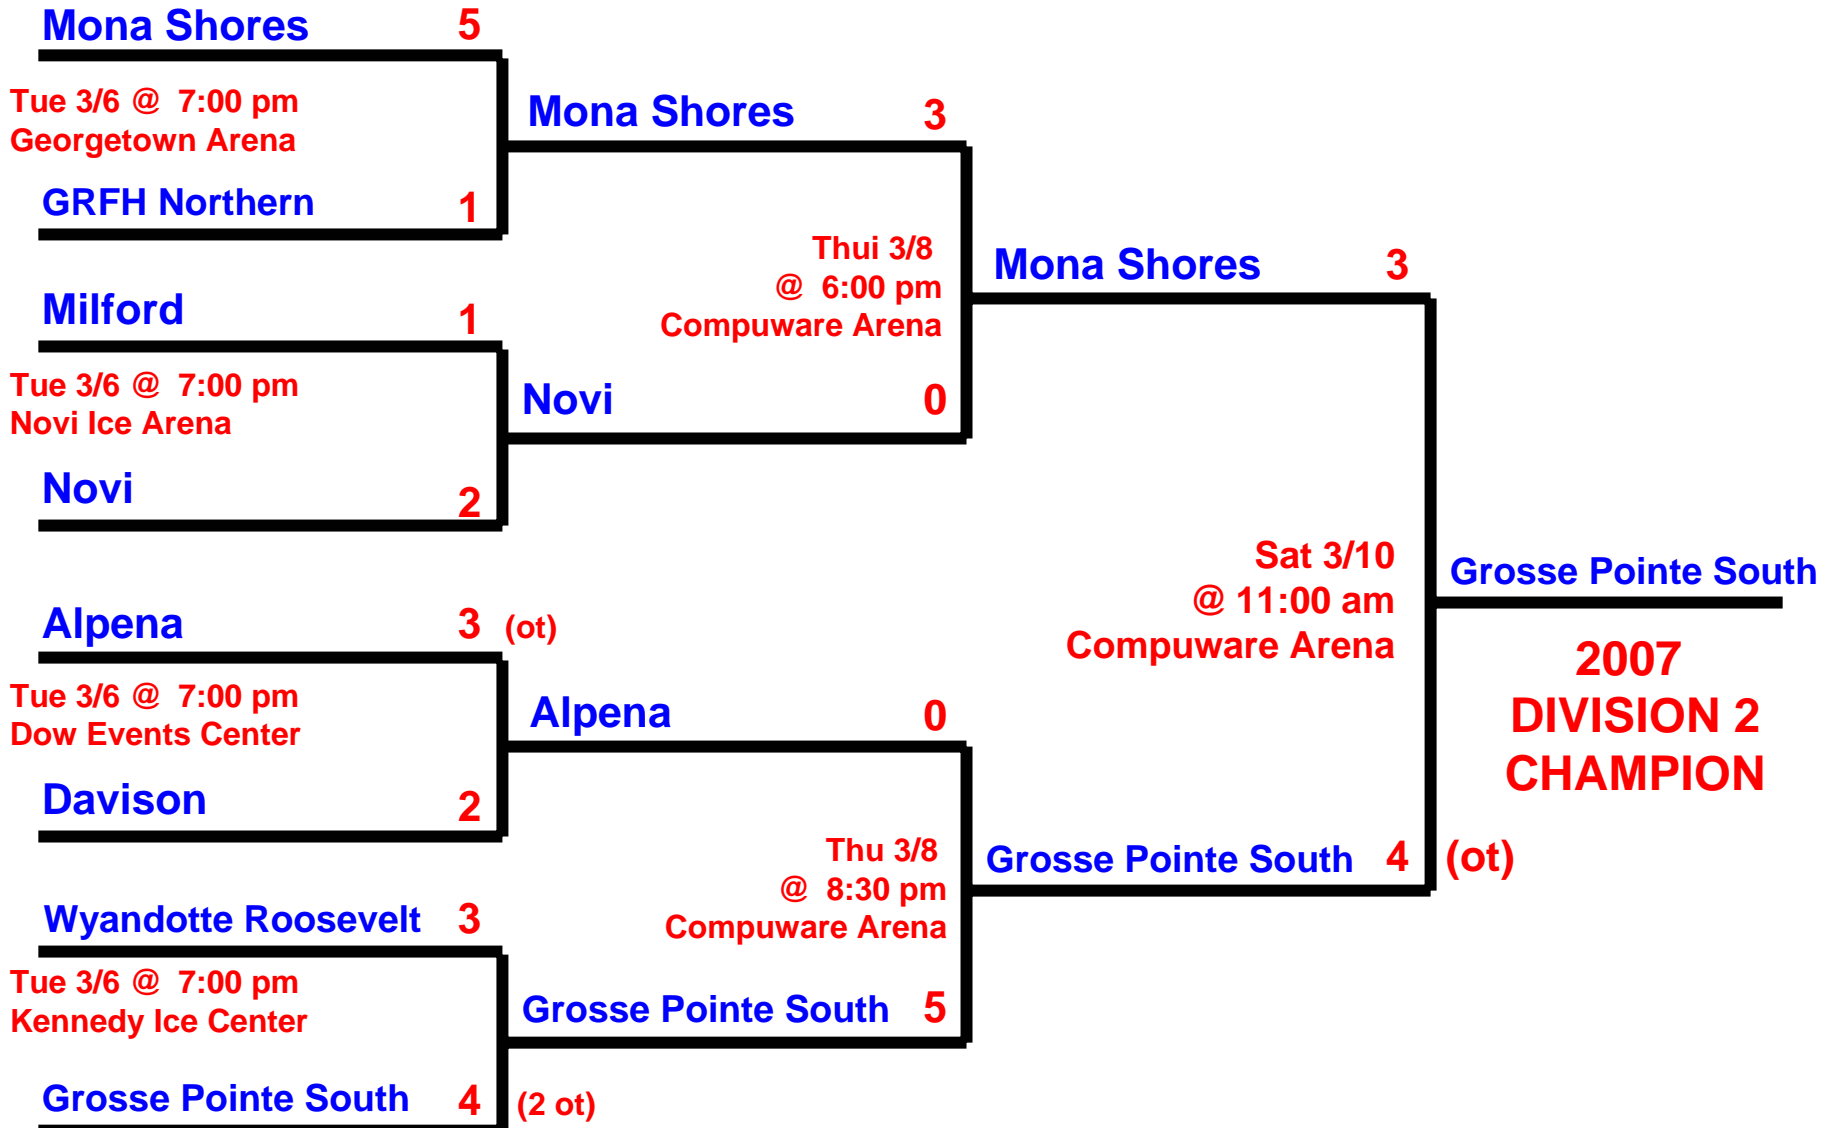 Mona Shores 5
Tue 3/6 @ 7:00 pm
Georgetown Arena
GRFH Northern 1
Mona Shores 3
Milford 1
Tue 3/6 @ 7:00 pm
Novi Ice Arena
Novi 2
Thui 3/8
@ 6:00 pm
Compuware Arena
Novi 0
Mona Shores 3
Alpena 3 (ot)
Tue 3/6 @ 7:00 pm
Dow Events Center
Davison 2
Alpena 0
Wyandotte Roosevelt 3
Tue 3/6 @ 7:00 pm
Kennedy Ice Center
Grosse Pointe South 4 (2 ot)
Thu 3/8
@ 8:30 pm
Compuware Arena
Grosse Pointe South 5
Sat 3/10
@ 11:00 am
Compuware Arena
Grosse Pointe South 4 (ot)
Grosse Pointe South
2007
DIVISION 2
CHAMPION